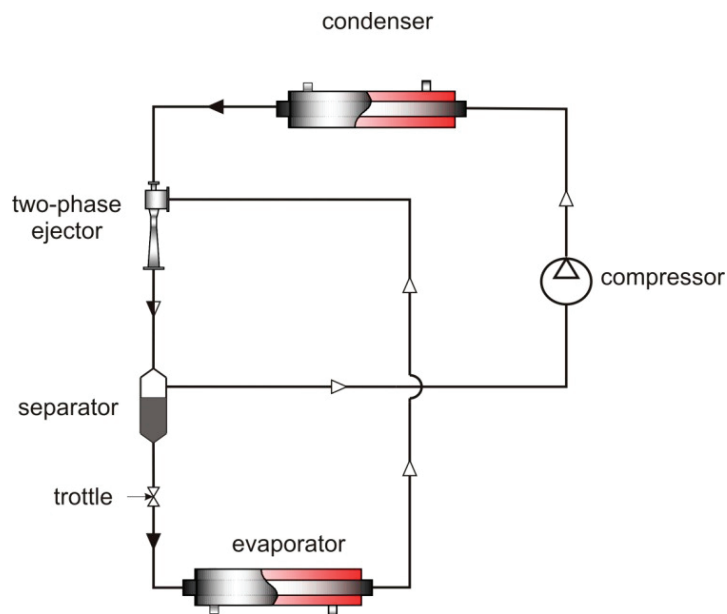 condenser
two-phase
ejector
compressor
separator
trottle
evaporator